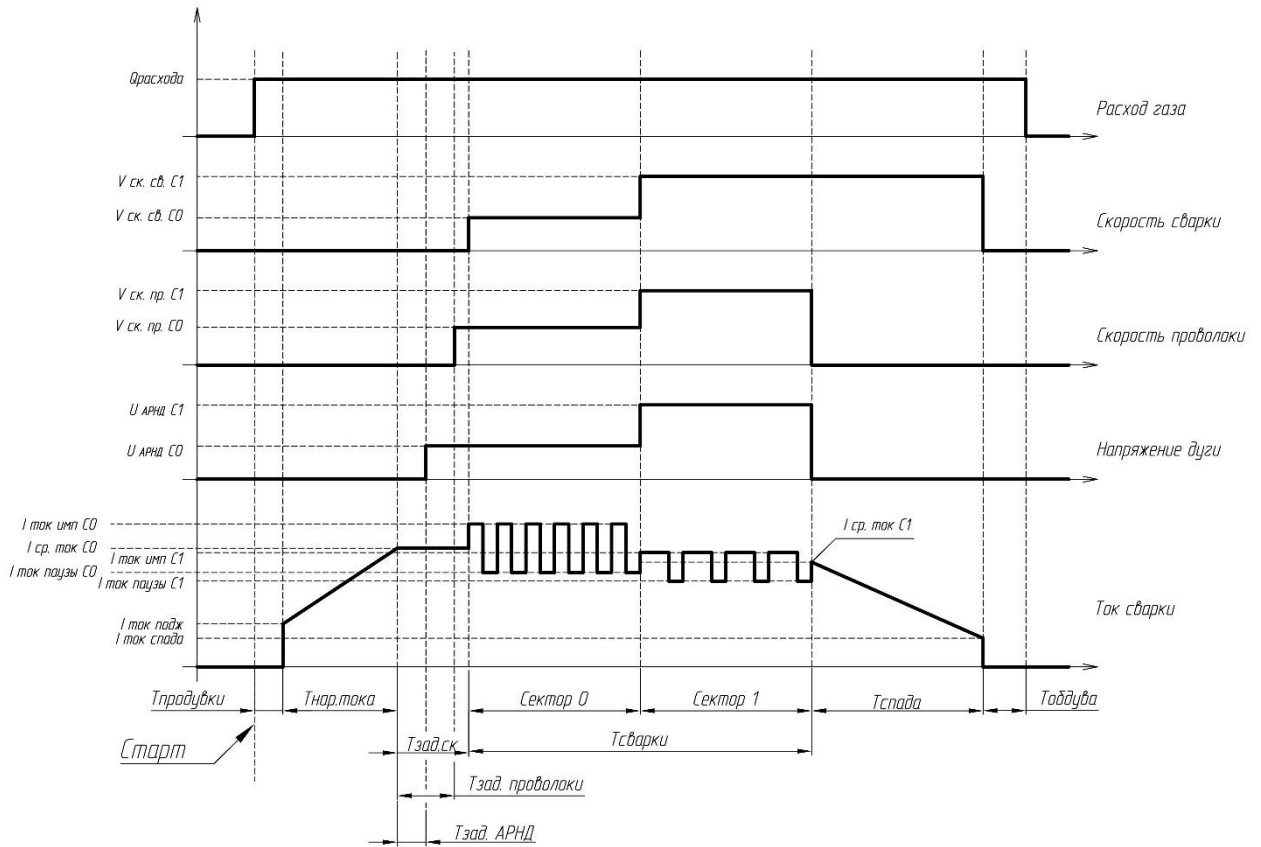 Qрасхода
Расход газа
V ск. св. С1
V ск. св. С0
Скорость сварки
V ск. пр. С1
V ск. пр. С0
Скорость проволоки
U АРНД С1
U АРНД С0
Напряжение дуги
I ток имп С0
I ср. ток С0
I ток имп С1
I ток паузы С0
I ток паузы С1
I ср. ток С1
I ток подж
I ток спада
Ток сварки
Тпродувки
Тнар.тока
Сектор 0
Сектор 1
Тспада
Тобдува
Старт
Тзад.ск
Тсварки
Тзад. проволоки
Тзад. АРНД